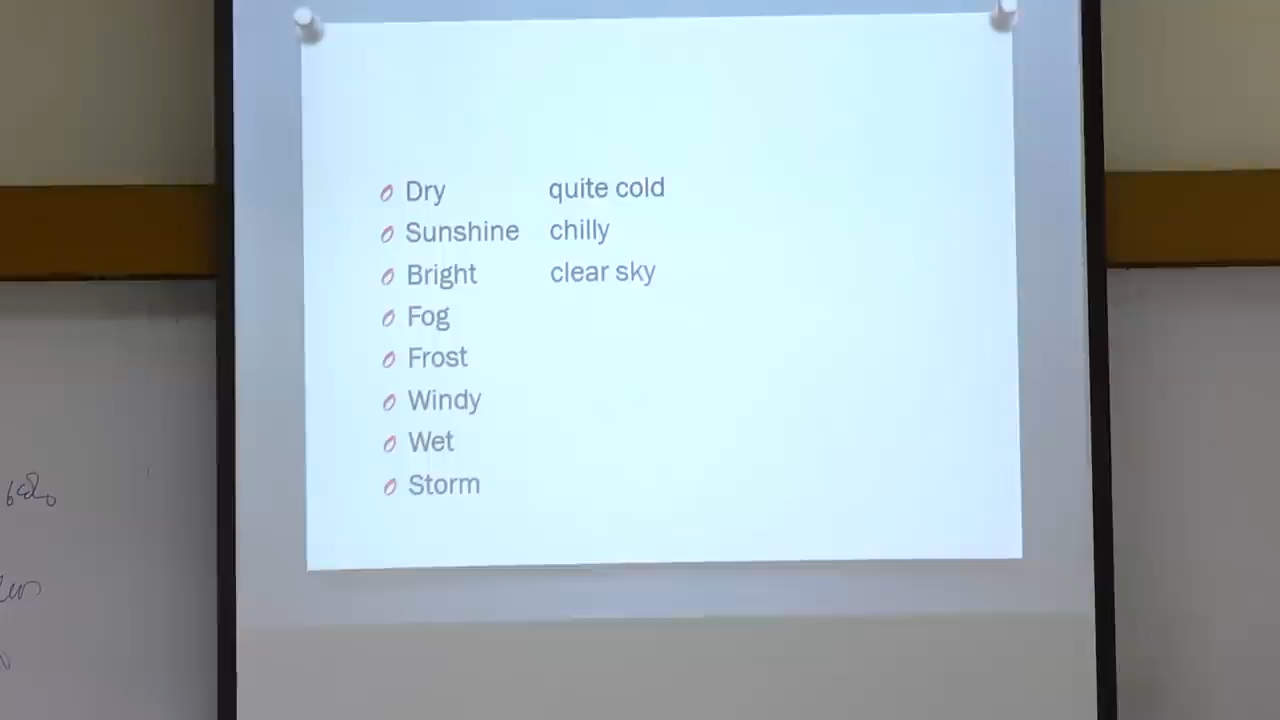 Dry quite cold
Sunshine chilly
Bright clear sky
Fog
Frost
Windy
Wet
Storm